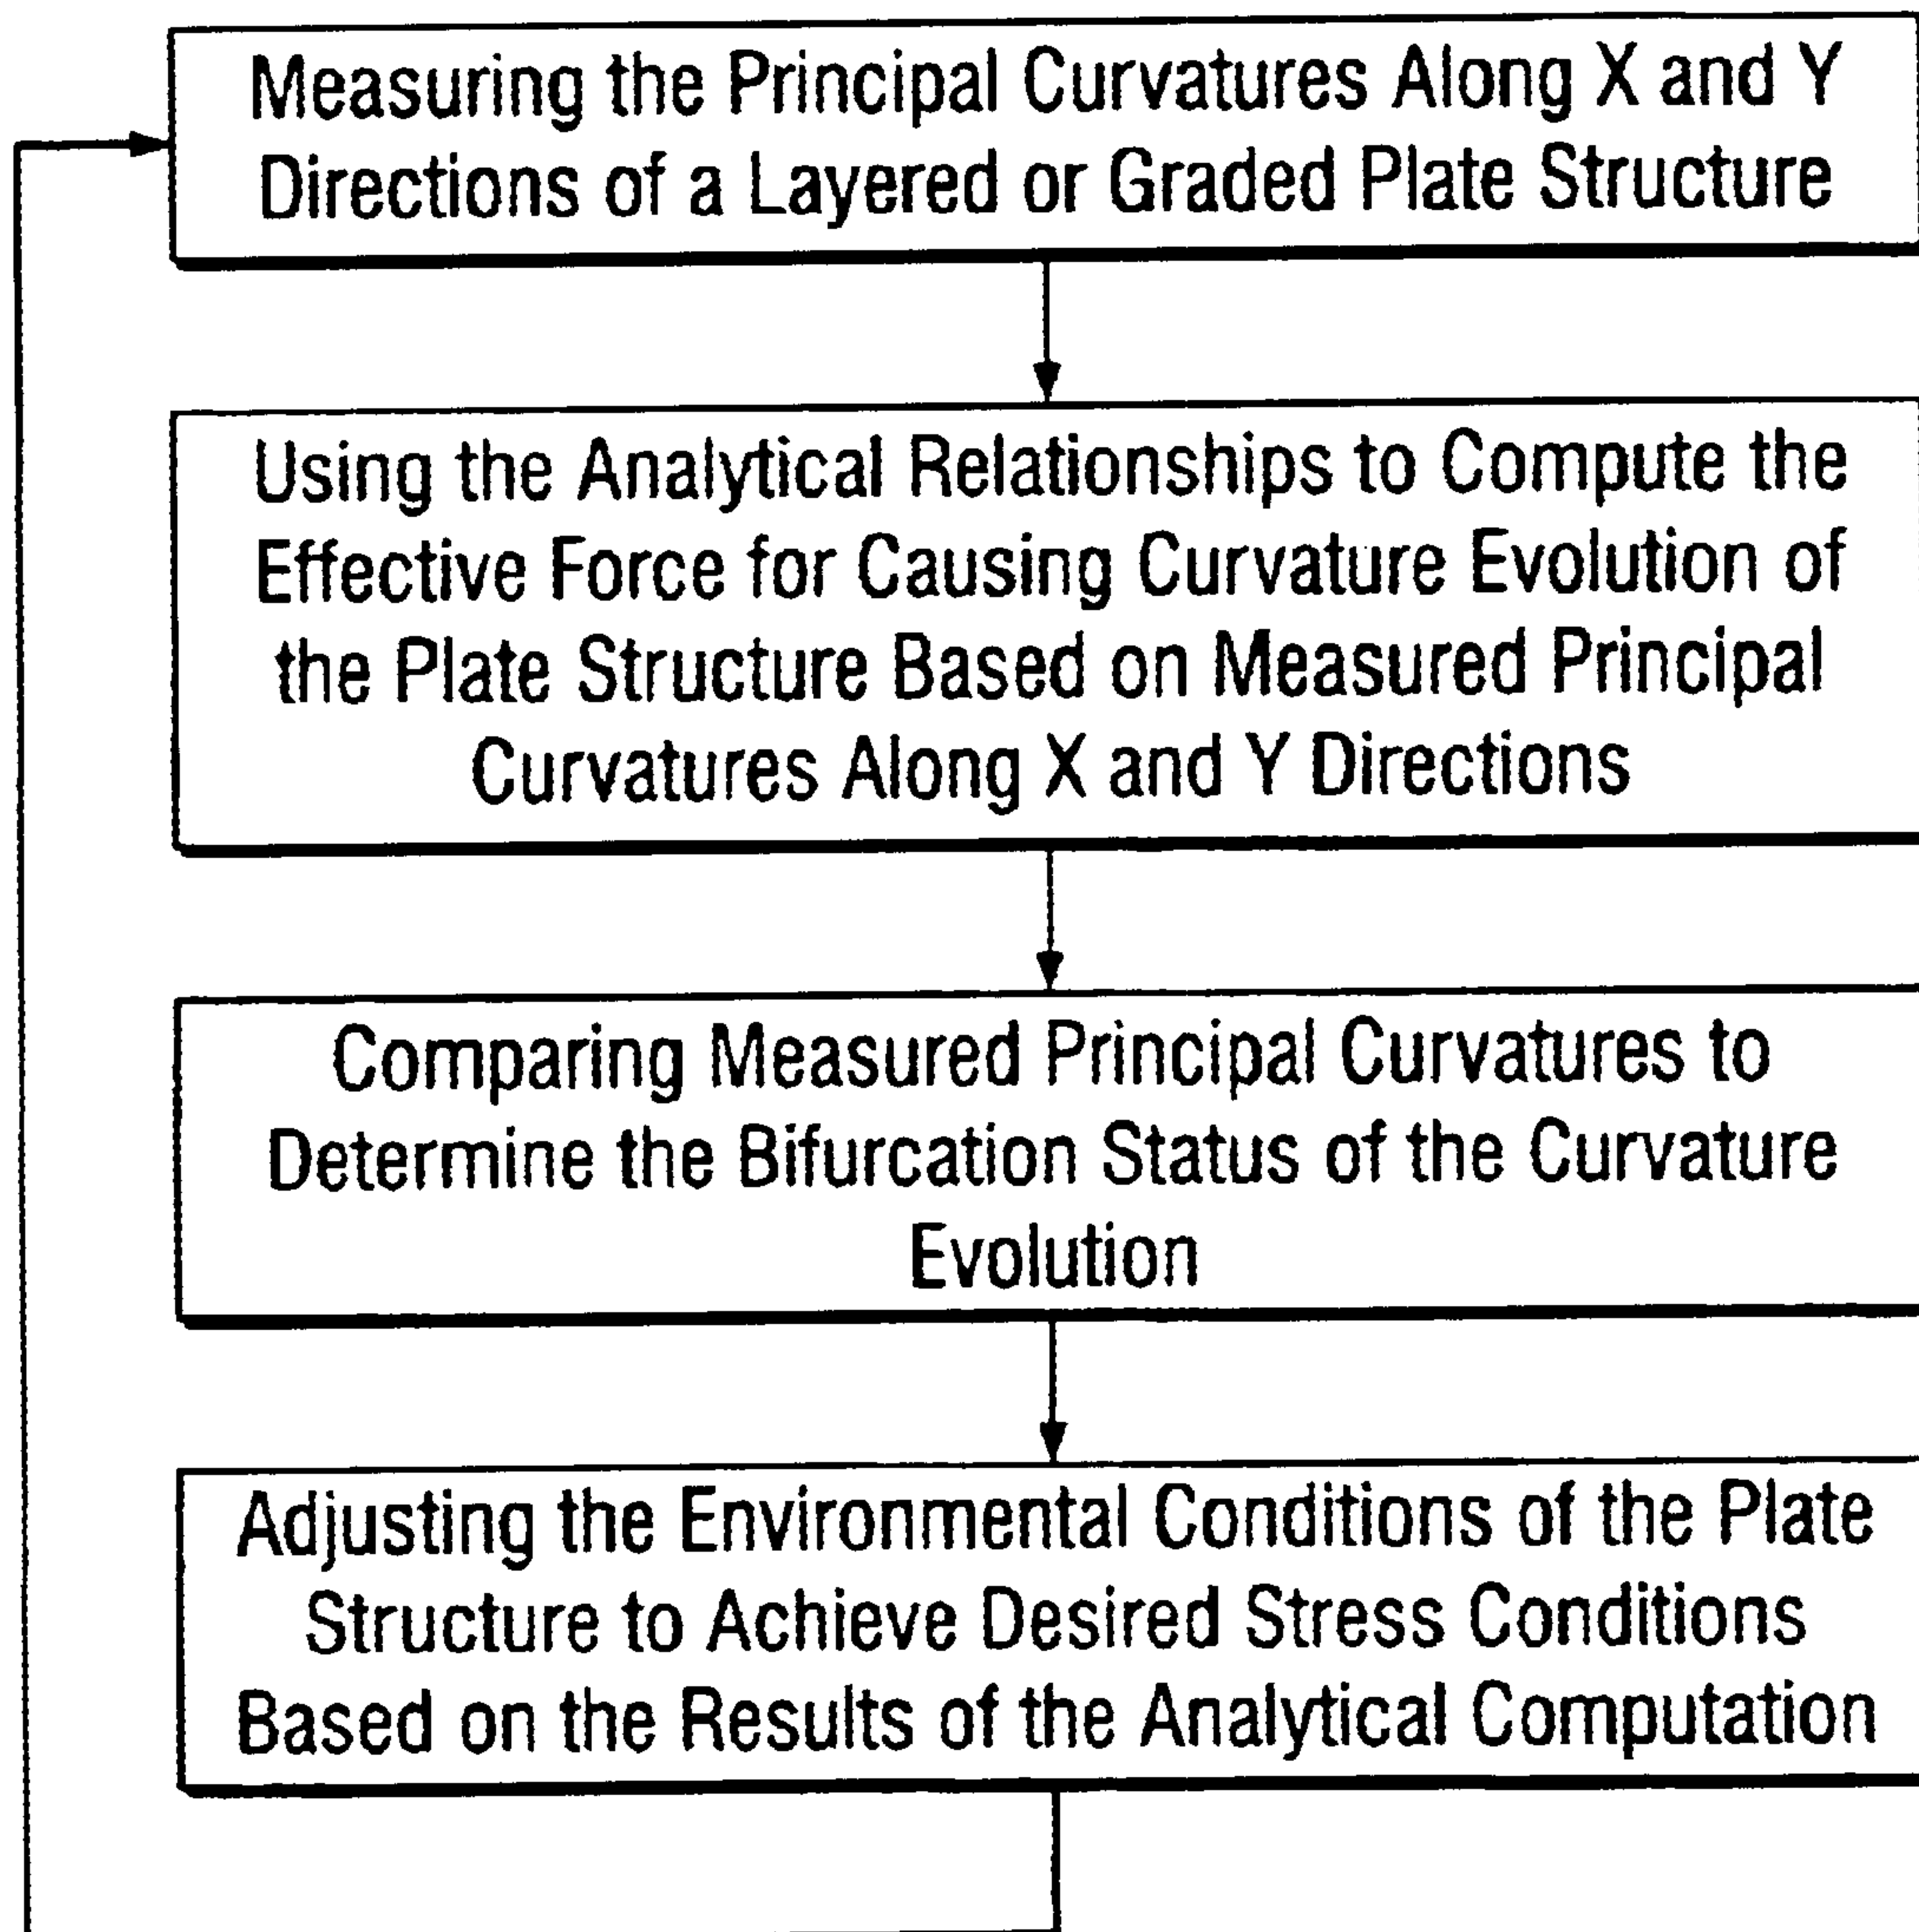 Measuring the Principal Curvatures Along X and Y
Directions of a Layered or Graded Plate Structure
Using the Analytical Relationships to Compute the
Effective Force for Causing Curvature Evolution of
the Plate Structure Based on Measured Principal
Curvatures Along X and Y Directions
Comparing Measured Principal Curvatures to
Determine the Bifurcation Status of the Curvature
Evolution
Adjusting the Environmental Conditions of the Plate
Structure to Achieve Desired Stress Conditions
Based on the Results of the Analytical Computation